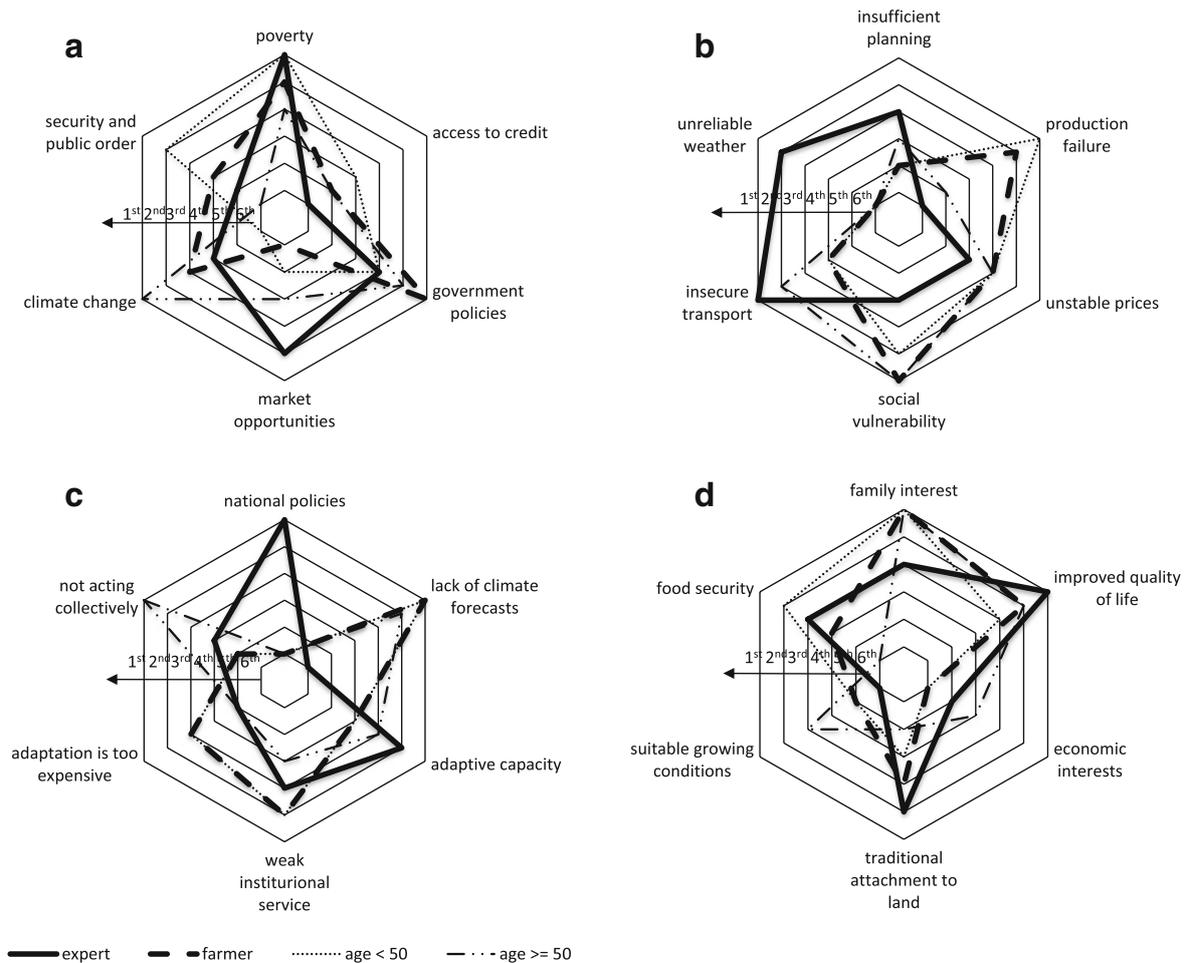 a
poverty
security and
public order
access to credit
1st 2nd 3rd 4th 5th 6th
climate change
government
policies
market
opportunities
b
insufficient
planning
unreliable
weather
production
failure
1st 2nd 3rd 4th 5th 6th
insecure
transport
unstable prices
social
vulnerability
c
national policies
not acting
collectively
lack of climate
forecasts
1st 2nd 3rd 4th 5th 6th
adaptation is too
expensive
adaptive capacity
weak
insititurional
service
d
family interest
food security
improved quality
of life
1st 2nd 3rd 4th 5th 6th
suitable growing
conditions
economic
interests
traditional
attachment to
land
expert farmer age < 50 age >= 50